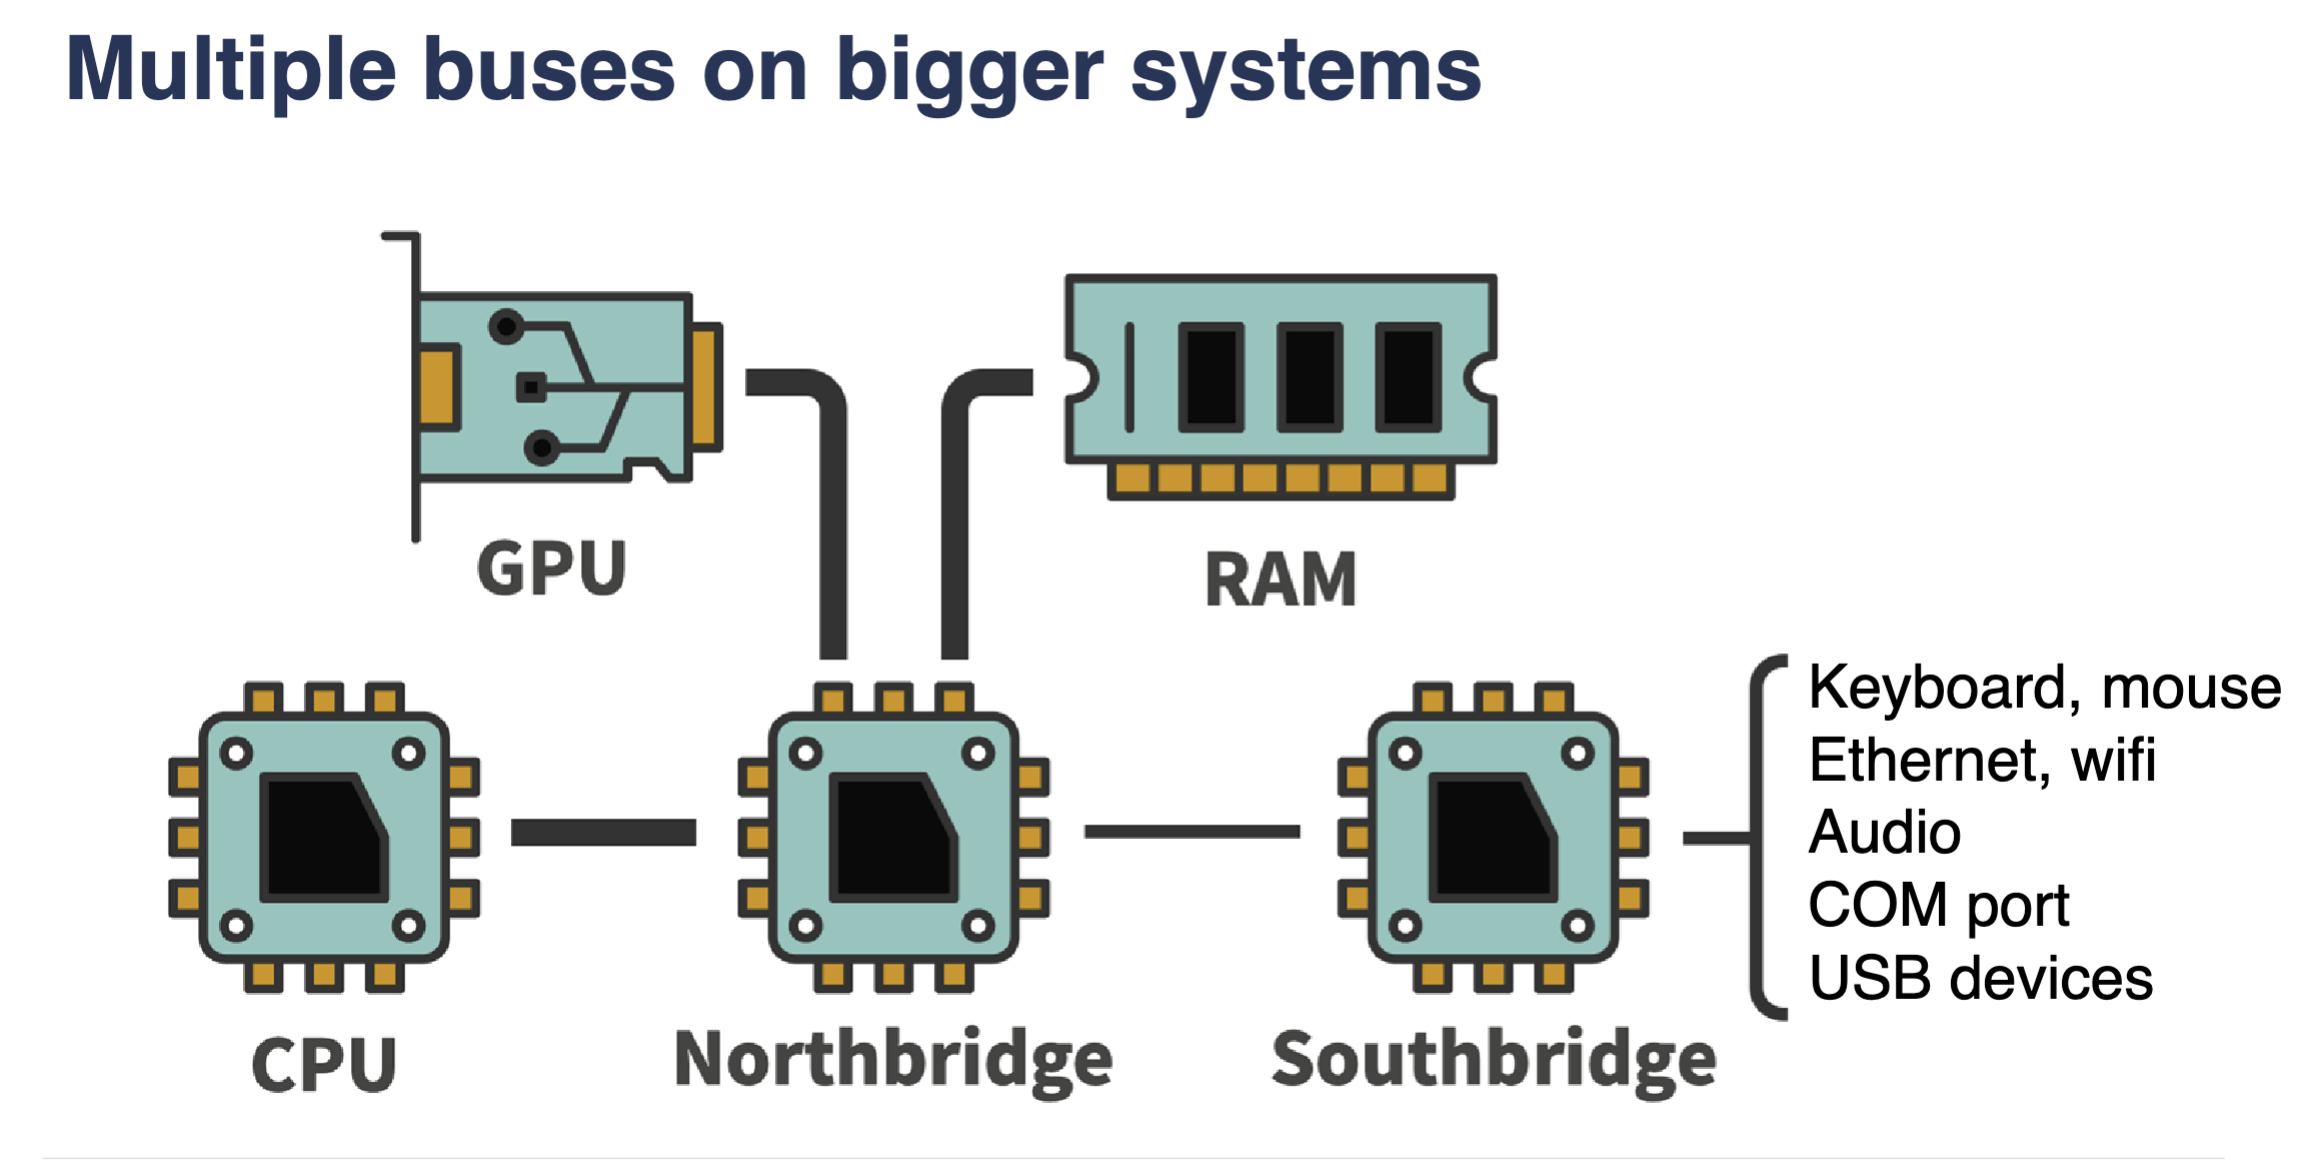 Multiple buses on bigger systems
GPU
RAM
Keyboard, mouse
Ethernet, wifi
Audio
COM port
USB devices
CPU
Northbridge
Southbridge